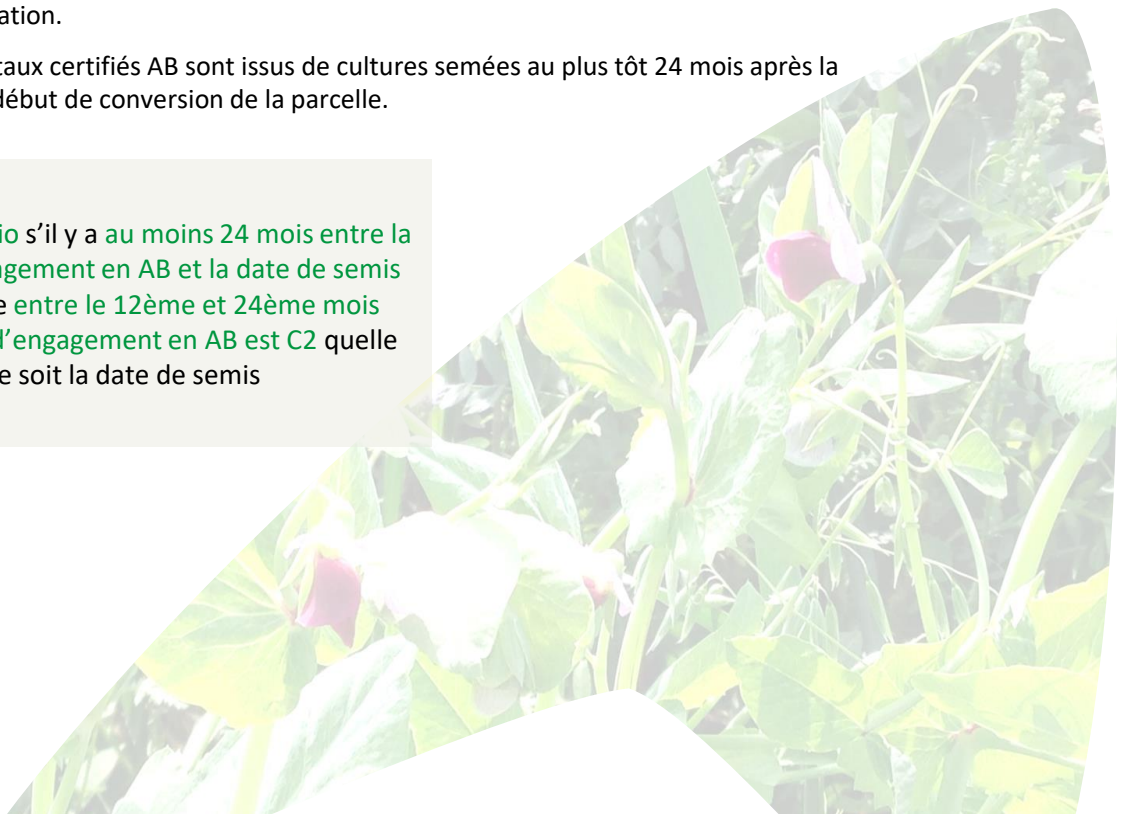 ation.
taux certifiés AB sont issus de cultures semées au plus tôt 24 mois après la
début de conversion de la parcelle.
io s’il y a au moins 24 mois entre la
agement en AB et la date de semis
e entre le 12ème et 24ème mois
d’engagement en AB est C2 quelle
e soit la date de semis